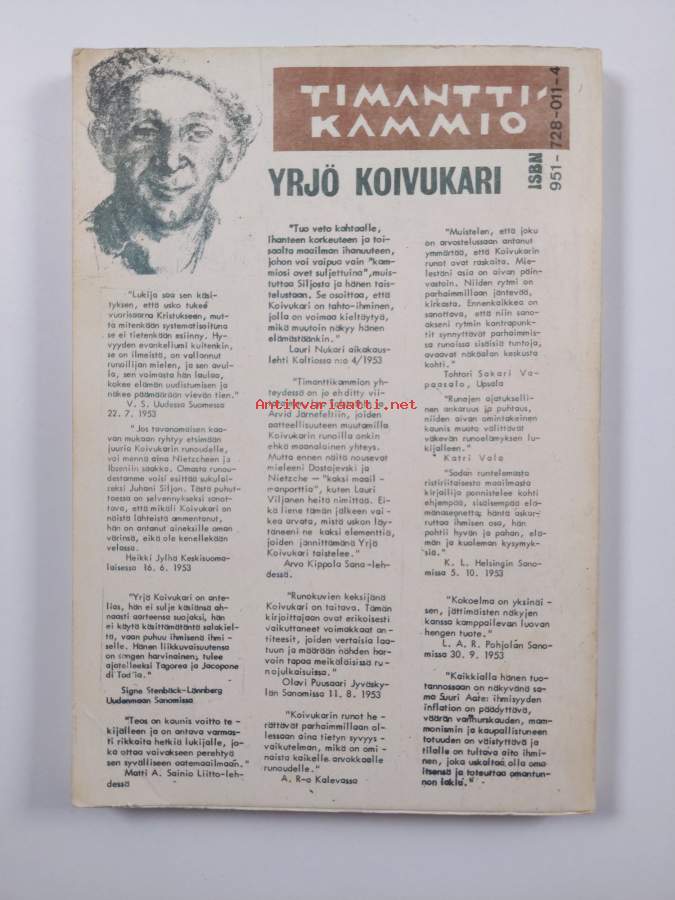 TIMANTTI-
KAMMIO
YRJÖ KOIVUKARI
ISBN
951-728-011-4
"Lukija saa sen käsi-
tyksen, että usko tukee
vuorisaarna Kristukseen, mut-
ta mitenkään systematisoituna
se ei tietenkään esiinny. Hy-
vyyden evankeliumi kuitenkin,
se on ilmeistä, on vallannut
runoilijan mielen, ja sen avul-
la, sen voimasta hän laulaa,
kokee elämän uudistumisen ja
näkee päämäärään vievän tien."
V. S. Uudessa Suomessa
22. 7. 1953
"Jos tavanomaisen kaa-
van mukaan ryhtyy etsimään
juuria Koivukarin runoudelle,
voi mennä aina Nietzcheen ja
Ibseniin saakka. Omasta runou-
destamme voisi esittää sukulai-
seksi Juhani Siljon. Tästä puhut-
toessa on selvennykseksi sanot-
tava, että mikäli Koivukari on
näistä lähteistä ammentanut,
hän on antanut aineksille oman
värinsä, eikä ole kenellekään
velassa.
Heikki Jylhä Keskisuoma-
laisessa 16. 6. 1953
"Yrjö Koivukari on ante-
lias, hän ei sulje käsiänsä ah-
naasti aarteensa suojaksi, hän
ei käytä käsittämätöntä salakiel-
tä, vaan puhuu ihmisenä ihmi -
selle. Hänen liikkuvaisuutensa
on sangen harvinainen; tulee
ajatelleeksi Tagorea ja Jacopone
di Tod'ia."
Signe Stenbäck-Lännberg
Uudenmaan Sanomissa
"Teos on kaunis voitto te -
kijälleen ja on antava varmas-
ti rikkaita hetkiä lukijalle, jo-
ka ottaa vaivakseen perehtyä
sen syvälliseen aatemaailmaan."
Matti A. Sainio Liitto-leh-
dessä
"Tuo veto kahtaalle,
ihanteen korkeuteen ja toi-
saalta maailman ihanuuteen,
johon voi vaipua vain "kam-
miosi ovet suljettuina", muis-
tuttaa Siljosta ja hänen tais-
telustaan. Se osoittaa, että
Koivukari on tahto-ihminen,
jolla on voimaa kieltäytyä,
mikä muutoin näkyy hänen
elämästäänkin."
Lauri Nukari aikakaus-
lehti Kaltiossa n:o 4/1953
"Timanttikammion yh-
teydessä on jo ehditty vii-
Arvid Järnefeltiin, joiden
aatteellisuuteen muutamilla
Koivukarin runoilla onkin
ehkä maanalainen yhteys.
Mutta ennen näitä nousevat
mieleeni Dostojevski ja
Nietzche — "kaksi maail -
manporttia", kuten Lauri
Viljanen heitä nimittää. Ei-
kä liene tämän jälkeen vai-
kea arvata, mistä uskon löy-
täneeni ne kaksi elementtiä,
joiden jännittämänä Yrjö
Koivukari taistelee."
Arvo Kippola Sana-leh-
dessä.
"Runokuvien keksijänä
Koivukari on taitava. Tämän
kirjoittajaan ovat erikoisesti
vaikuttaneet voimakkaat an-
titeesit, joiden vertaisia laa-
tuun ja määrään nähden har-
voin tapaa meikäläisissä ru -
nojulkaisuissa."
Olavi Puusaari Jyväsky-
län Sanomissa 11. 8. 1953
"Koivukarin runot he -
rättävät parhaimmillaan ol-
lessaan aina tietyn syvyys -
vaikutelman, mikä on omi -
naista kaikelle arvokkaalle
runoudelle."
A. R-o Kalevassa
"Muistelen, että joku
on arvostelussaan antanut
ymmärtää, että Koivukarin
runot ovat raskaita. Mie-
lestäni asia on aivan päin-
vastoin. Niiden rytmi on
parhaimmillaan jäntevää,
kirkasta. Ennenkaikkea on
sanottava, että niin sano-
akseni rytmin kontrapunk-
tit synnyttävät parhaimmis-
sa runoissa sisäisiä tuntoja,
avaavat näköalan keskusta
kohti."
Tohtori Sakari Va-
paasalo, Upsala
"Runojen ajatukselli-
nen ankaruus ja puhtaus,
niiden aivan omintakeinen
kaunis muoto välittävät
väkevän runoelämyksen lu-
kijalleen."
Katri Vala
"Sodan runtelemasta
ristiriitaisesta maailmasta
kirjailija ponnistelee kohti
ehjempää, sisäisempää elä-
mänasennetta; häntä askar-
ruttaa ihmisen osa, hän
pohtii hyvän ja pahan, elä-
män ja kuoleman kysymyk-
siä."
K. L. Helsingin Sano-
missa 5. 10. 1953
"Kokoelma on yksinäi -
sen, jättimäisten näkyjen
kanssa kamppailevan luovan
hengen tuote."
L. A. R. Pohjolan Sano-
missa 30. 9. 1953
"Kaikkialla hänen tuo-
tannossaan on näkyvänä sa-
ma Suuri Aate: ihmisyyden
inflation on päädyttävä,
väärän vanhurskauden, mam-
monismin ja kaupallistuneen
totuuden on väistyttävä ja
tilalle on tultava aito ihmi-
nen, joka uskaltaa olla oma
itsensä ja toteuttaa omantun-
non lakia."
Antikvariaatti.net